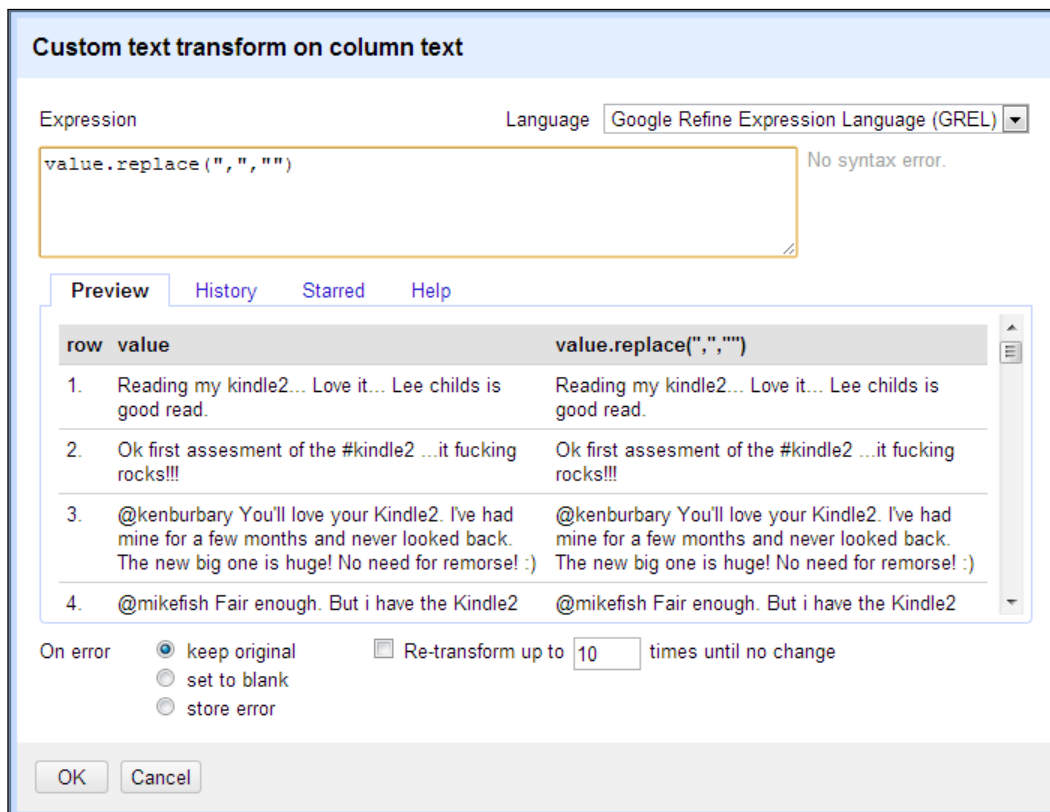 Custom text transform on column text
Expression
Language Google Refine Expression Language (GREL)
value.replace(",","")
No syntax error.
Preview History Starred Help
row value value.replace(",","")
1. Reading my kindle2... Love it... Lee childs is Reading my kindle2... Love it... Lee childs is
good read. good read.
2. Ok first assesment of the #kindle2 ...it fucking Ok first assesment of the #kindle2 ...it fucking
rocks!!! rocks!!!
3. @kenburbary You'll love your Kindle2. I've had @kenburbary You'll love your Kindle2. I've had
mine for a few months and never looked back. mine for a few months and never looked back.
The new big one is huge! No need for remorse! :) The new big one is huge! No need for remorse! :)
4. @mikefish Fair enough. But i have the Kindle2 @mikefish Fair enough. But i have the Kindle2
On error keep original Re-transform up to 10 times until no change
set to blank
store error
OK Cancel